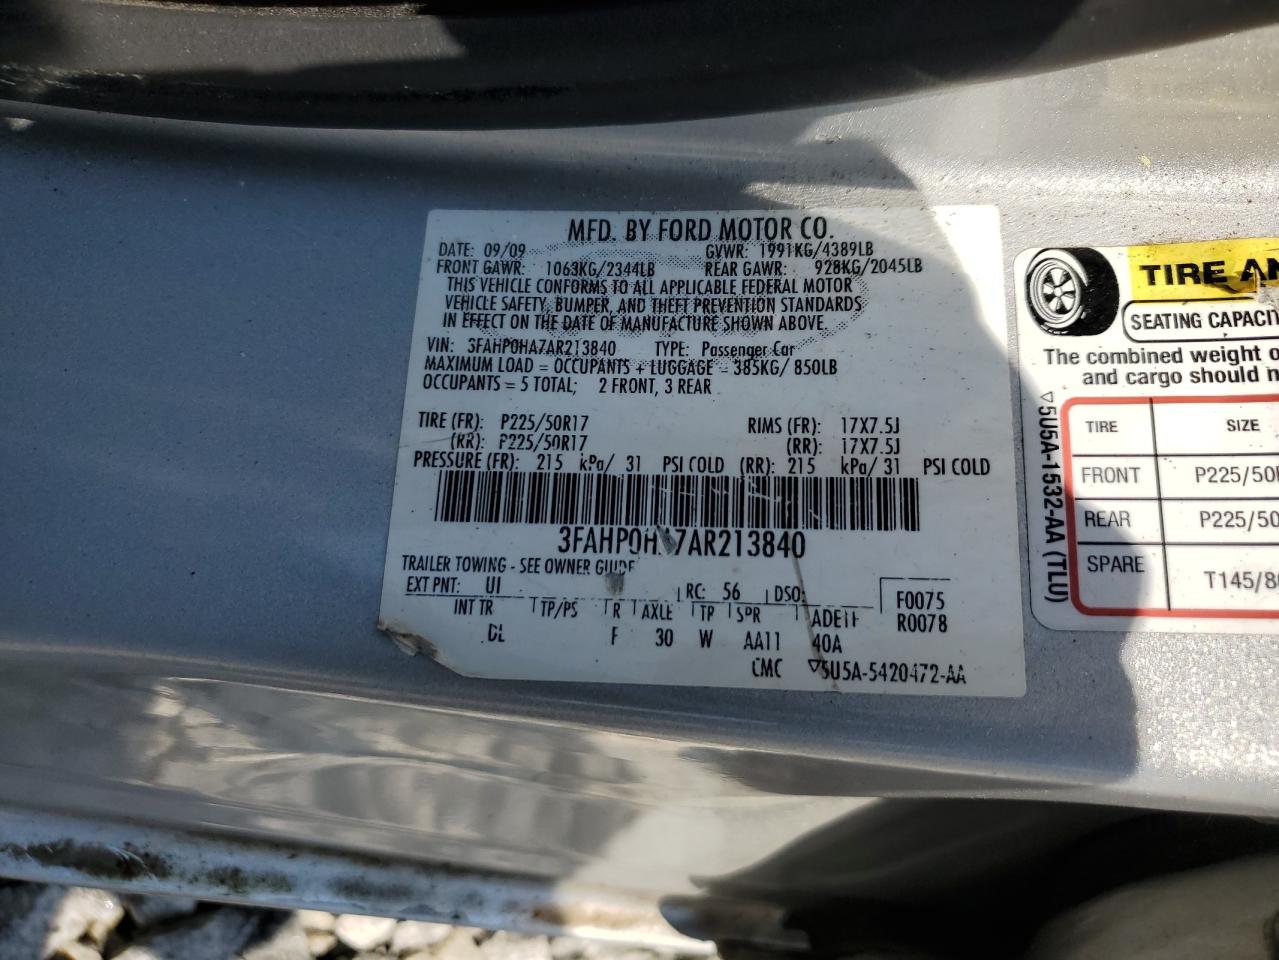 MFD. BY FORD MOTOR CO.
DATE: 09/09 GVWR: 1991KG/4389LB
FRONT GAWR: 1063KG/2344LB REAR GAWR: 928KG/2045LB
THIS VEHICLE CONFORMS TO ALL APPLICABLE FEDERAL MOTOR
VEHICLE SAFETY, BUMPER, AND THEFT PREVENTION STANDARDS
IN EFFECT ON THE DATE OF MANUFACTURE SHOWN ABOVE.
VIN: 3FAHP0HA7AR213840 TYPE: Passenger Car
MAXIMUM LOAD = OCCUPANTS + LUGGAGE = 385KG/ 850LB
OCCUPANTS = 5 TOTAL; 2 FRONT, 3 REAR
TIRE (FR): P225/50R17 RIMS (FR): 17X7.5J
(RR): P225/50R17 (RR): 17X7.5J
PRESSURE (FR): 215 kPa/ 31 PSI COLD (RR): 215 kPa/ 31 PSI COLD
3FAHP0HA7AR213840
TRAILER TOWING - SEE OWNER GUIDE
EXT PNT: UI RC: 56 DSO: F0075
INT TR TP/PS R AXLE TP SPR R0078
DL F 30 W AA11 40A
CMC ▽5U5A-5420472-AA
TIRE AN
SEATING CAPACIT
The combined weight o
and cargo should n
TIRE SIZE
FRONT P225/50
REAR P225/50
SPARE T145/8
▽5U5A-1532-AA (TLU)